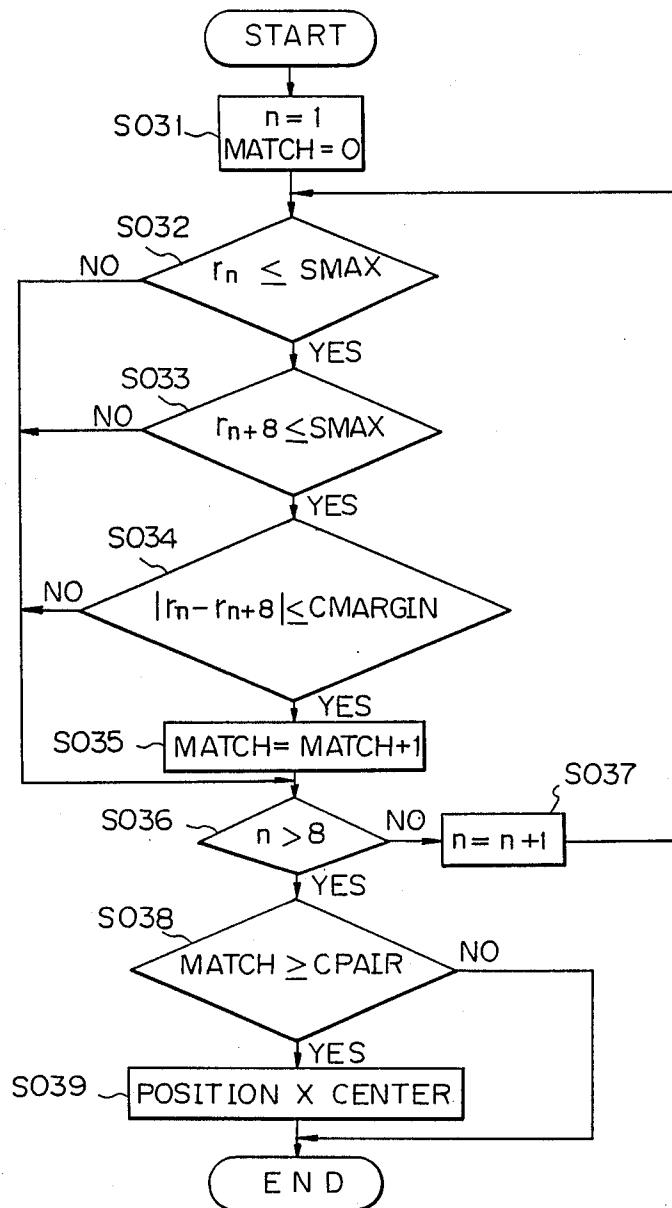 START
S031
n = 1
MATCH = 0
S032
NO
rn ≤ SMAX
YES
S033
NO
rn+8 ≤ SMAX
YES
S034
NO
|rn - rn+8| ≤ CMARGIN
YES
S035
MATCH = MATCH+1
S037
S036
n > 8
NO
n = n+1
YES
S038
MATCH ≥ CPAIR
NO
YES
S039
POSITION X CENTER
END